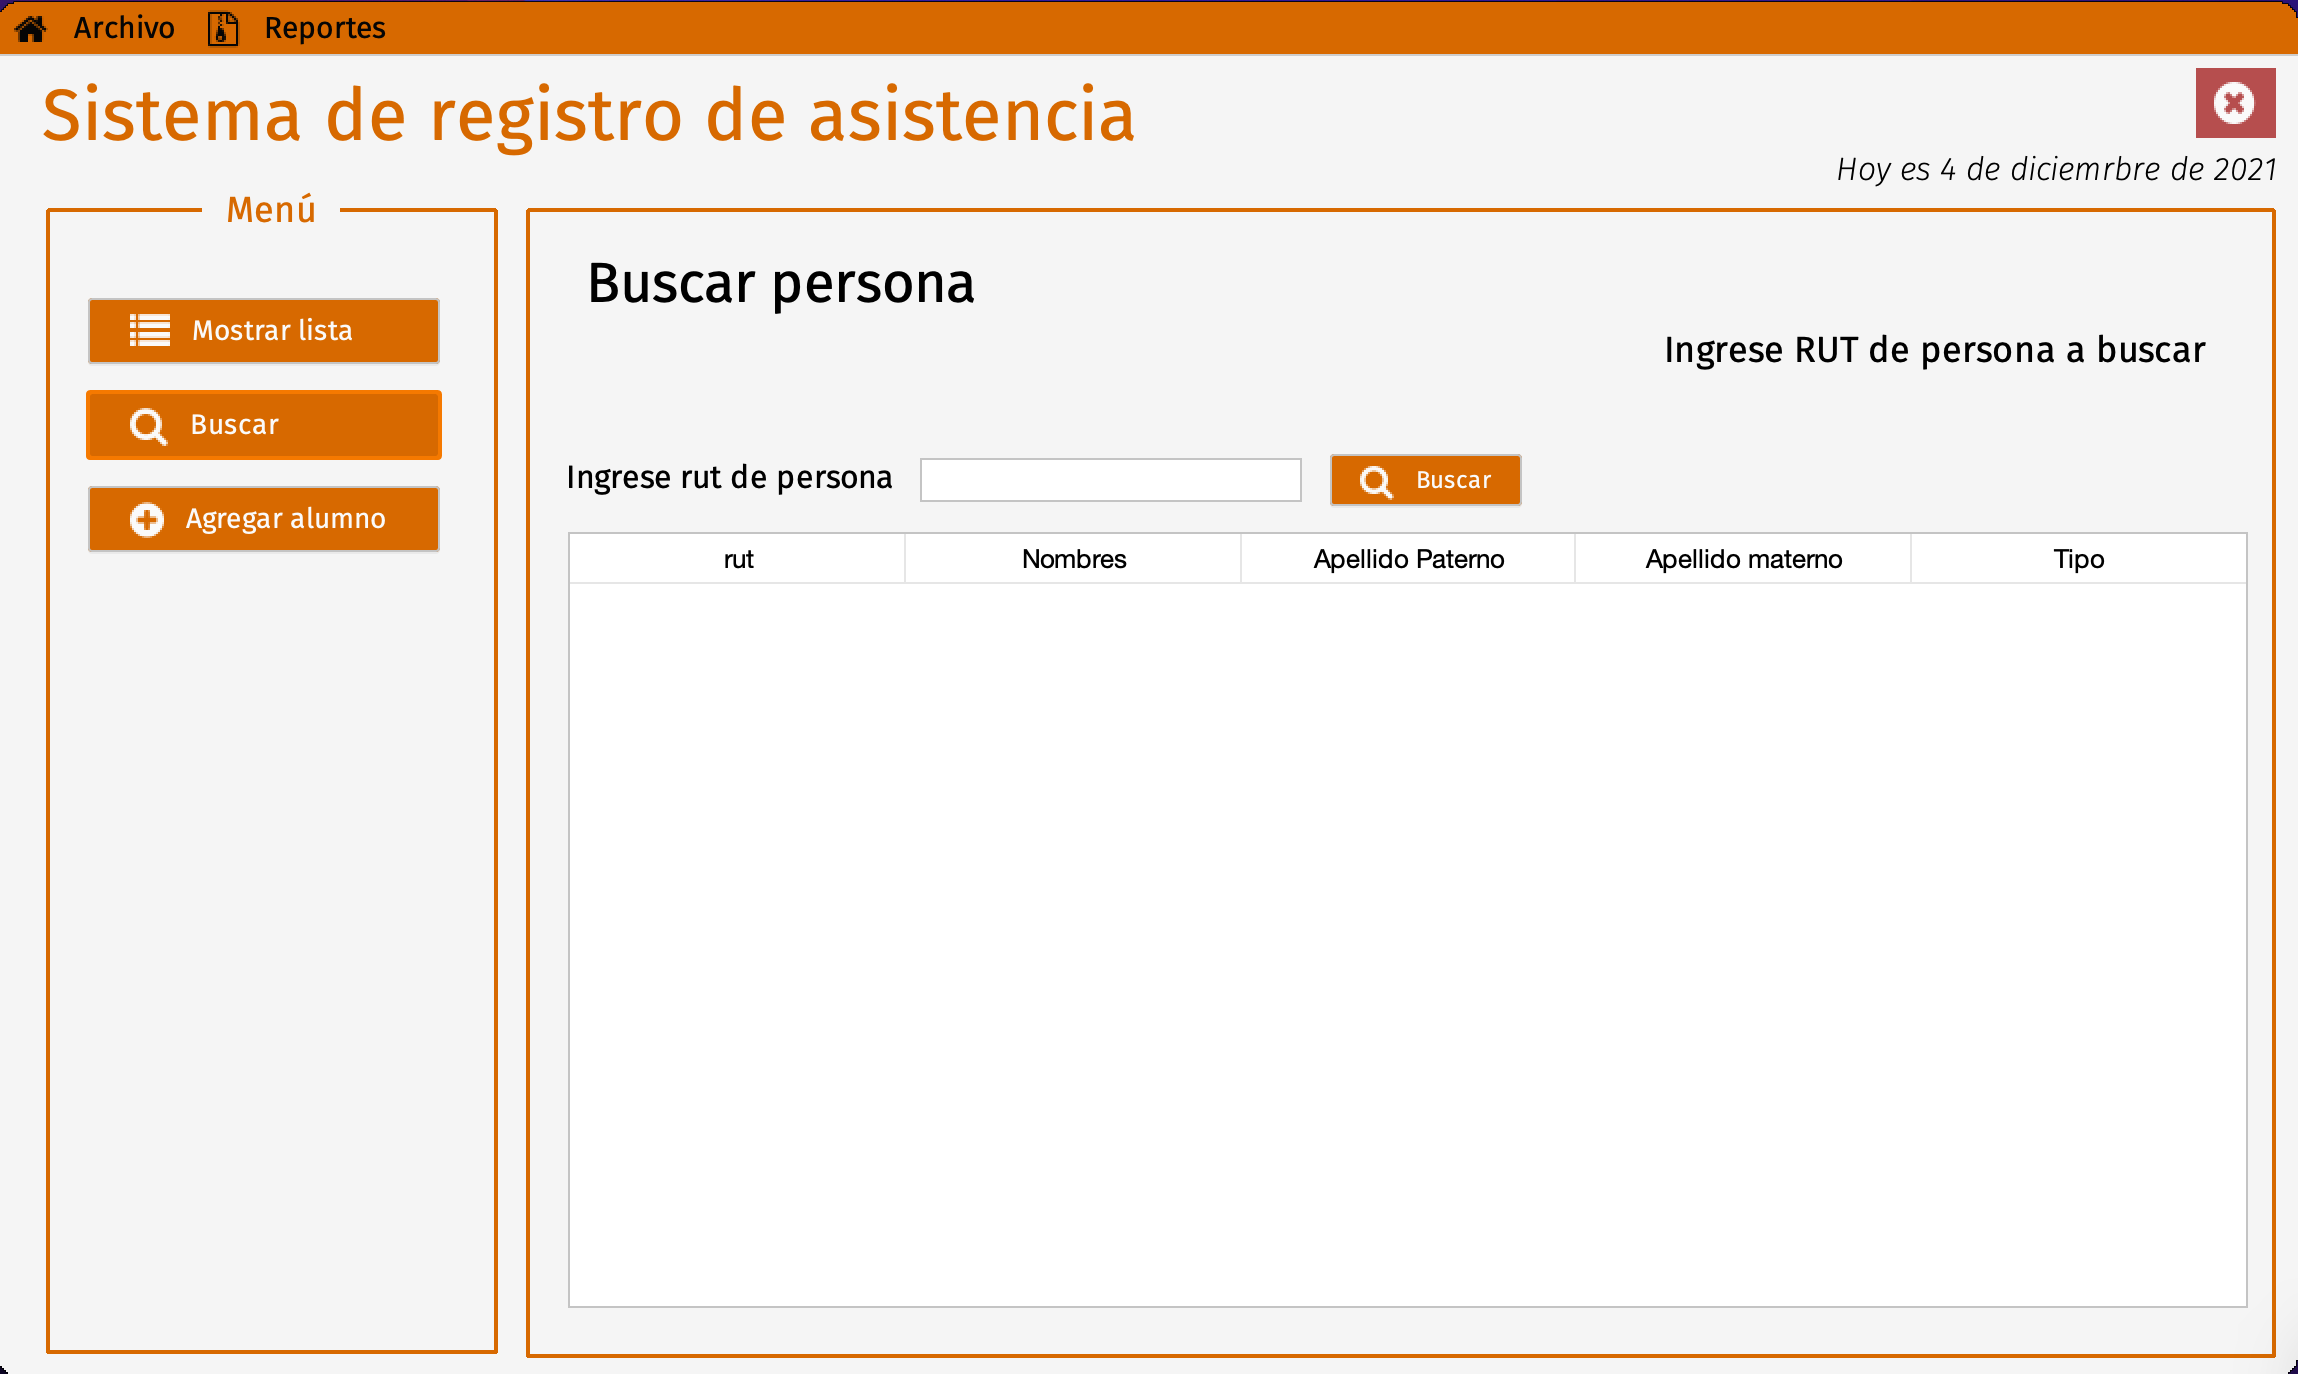 Archivo Reportes
Sistema de registro de asistencia
Hoy es 4 de diciemrbre de 2021
Menú
Mostrar lista
Buscar
Agregar alumno
Buscar persona
Ingrese RUT de persona a buscar
Ingrese rut de persona Buscar
rut Nombres Apellido Paterno Apellido materno Tipo